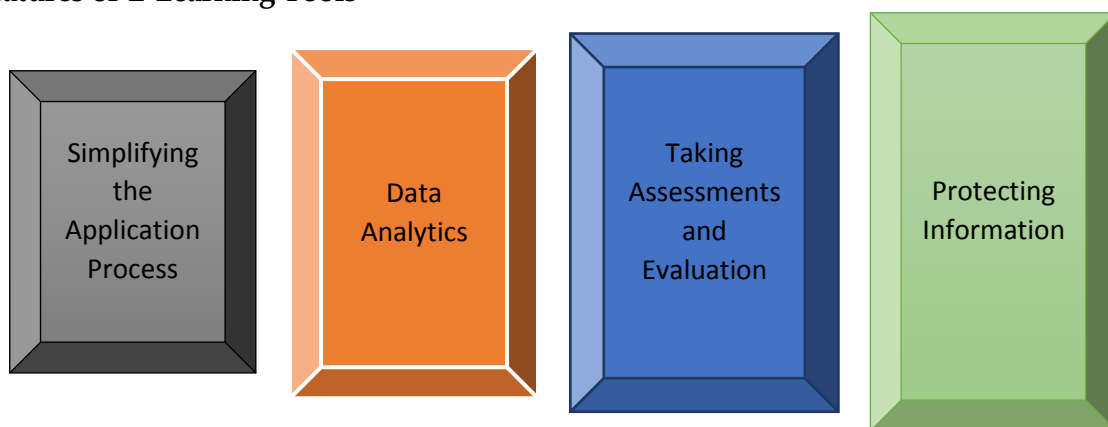 Simplifying
the
Application
Process
Data
Analytics
Taking
Assessments
and
Evaluation
Protecting
Information